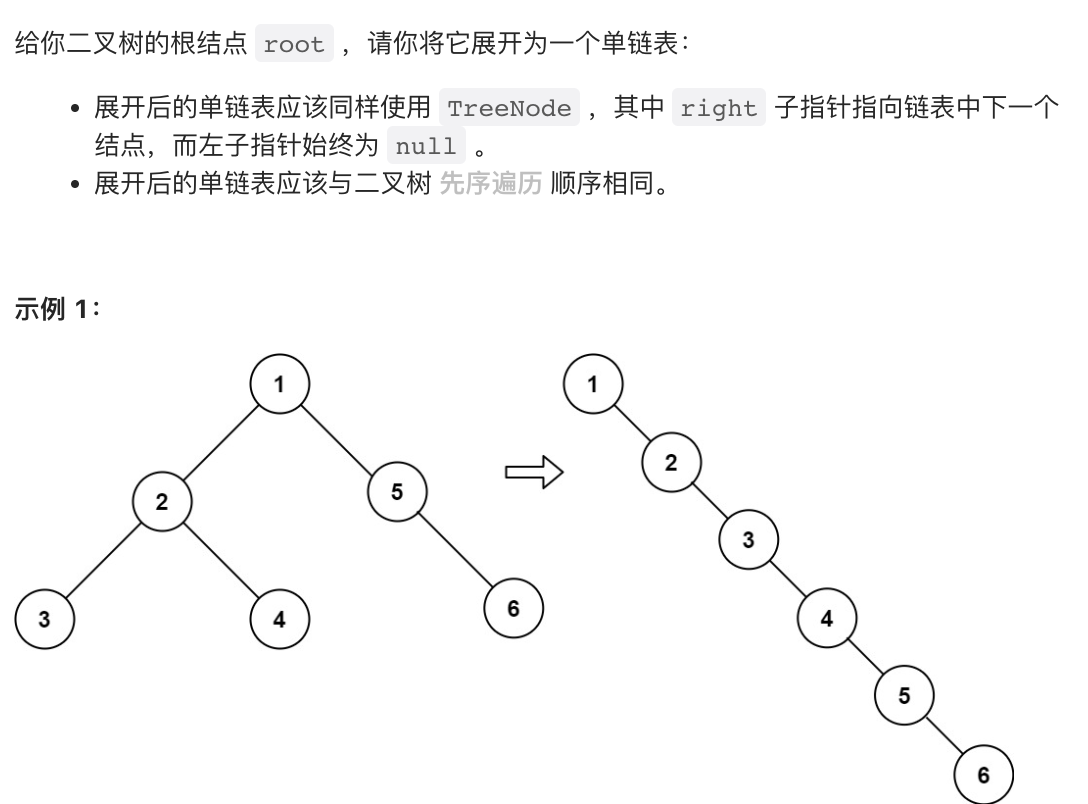 给你二叉树的根结点 root ，请你将它展开为一个单链表：
展开后的单链表应该同样使用 TreeNode ，其中 right 子指针指向链表中下一个
结点，而左子指针始终为 null 。
展开后的单链表应该与二叉树 先序遍历 顺序相同。
示例 1：
1 1
2
2 5
3
3 4 6
4
5
6